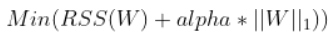 Min(RSS(W) + alpha * ||W||₁))